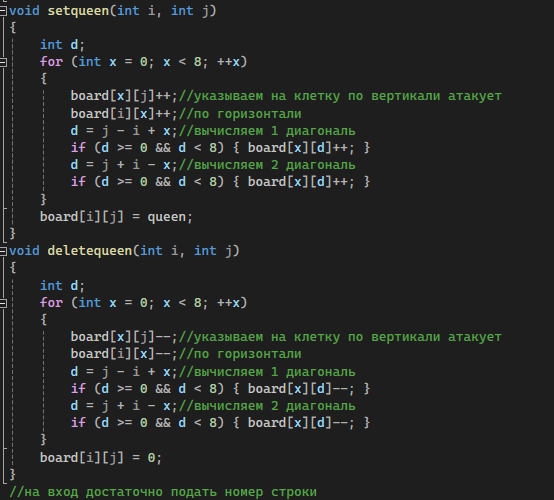 void setqueen(int i, int j)
{
    int d;
    for (int x = 0; x < 8; ++x)
    {
        board[x][j]++;//указываем на клетку по вертикали атакует
        board[i][x]++;//по горизонтали
        d = j - i + x;//вычисляем 1 диагональ
        if (d >= 0 && d < 8) { board[x][d]++; }
        d = j + i - x;//вычисляем 2 диагональ
        if (d >= 0 && d < 8) { board[x][d]++; }
    }
    board[i][j] = queen;
}
void deletequeen(int i, int j)
{
    int d;
    for (int x = 0; x < 8; ++x)
    {
        board[x][j]--;//указываем на клетку по вертикали атакует
        board[i][x]--;//по горизонтали
        d = j - i + x;//вычисляем 1 диагональ
        if (d >= 0 && d < 8) { board[x][d]--; }
        d = j + i - x;//вычисляем 2 диагональ
        if (d >= 0 && d < 8) { board[x][d]--; }
    }
    board[i][j] = 0;
}
//на вход достаточно подать номер строки